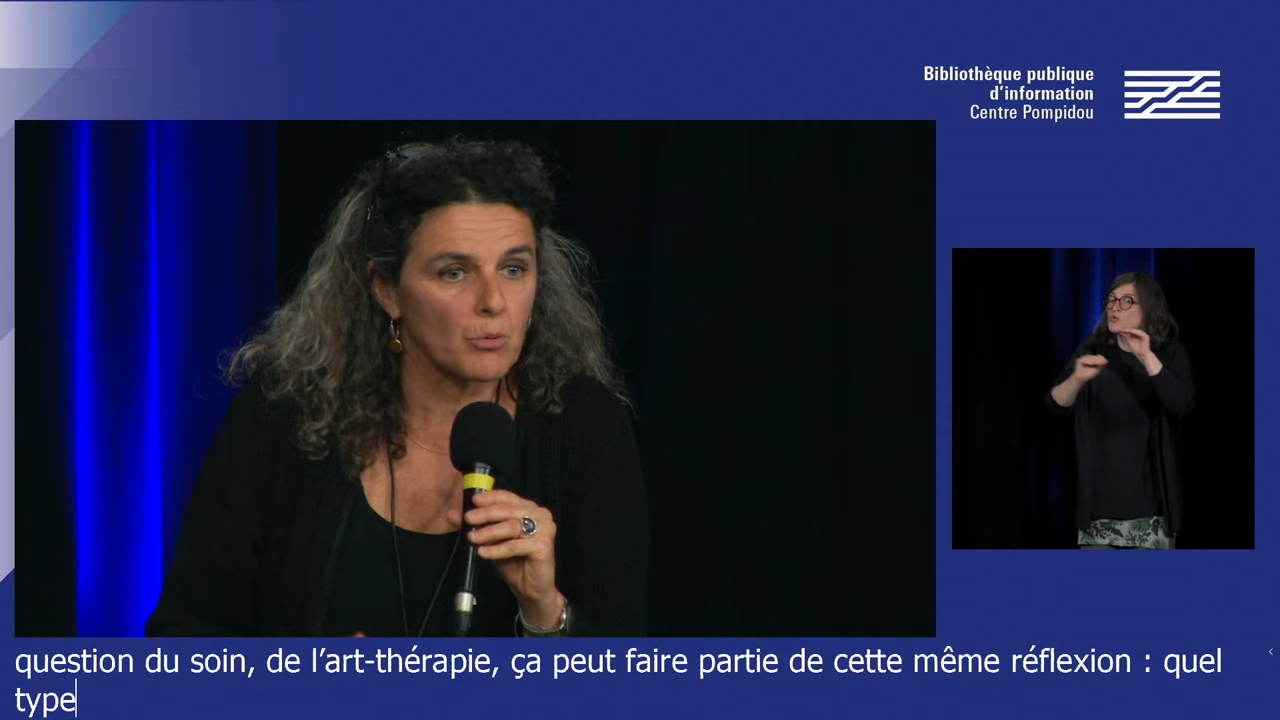 Bibliothèque publique
d’information
Centre Pompidou
question du soin, de l’art-thérapie, ça peut faire partie de cette même réflexion : quel
type